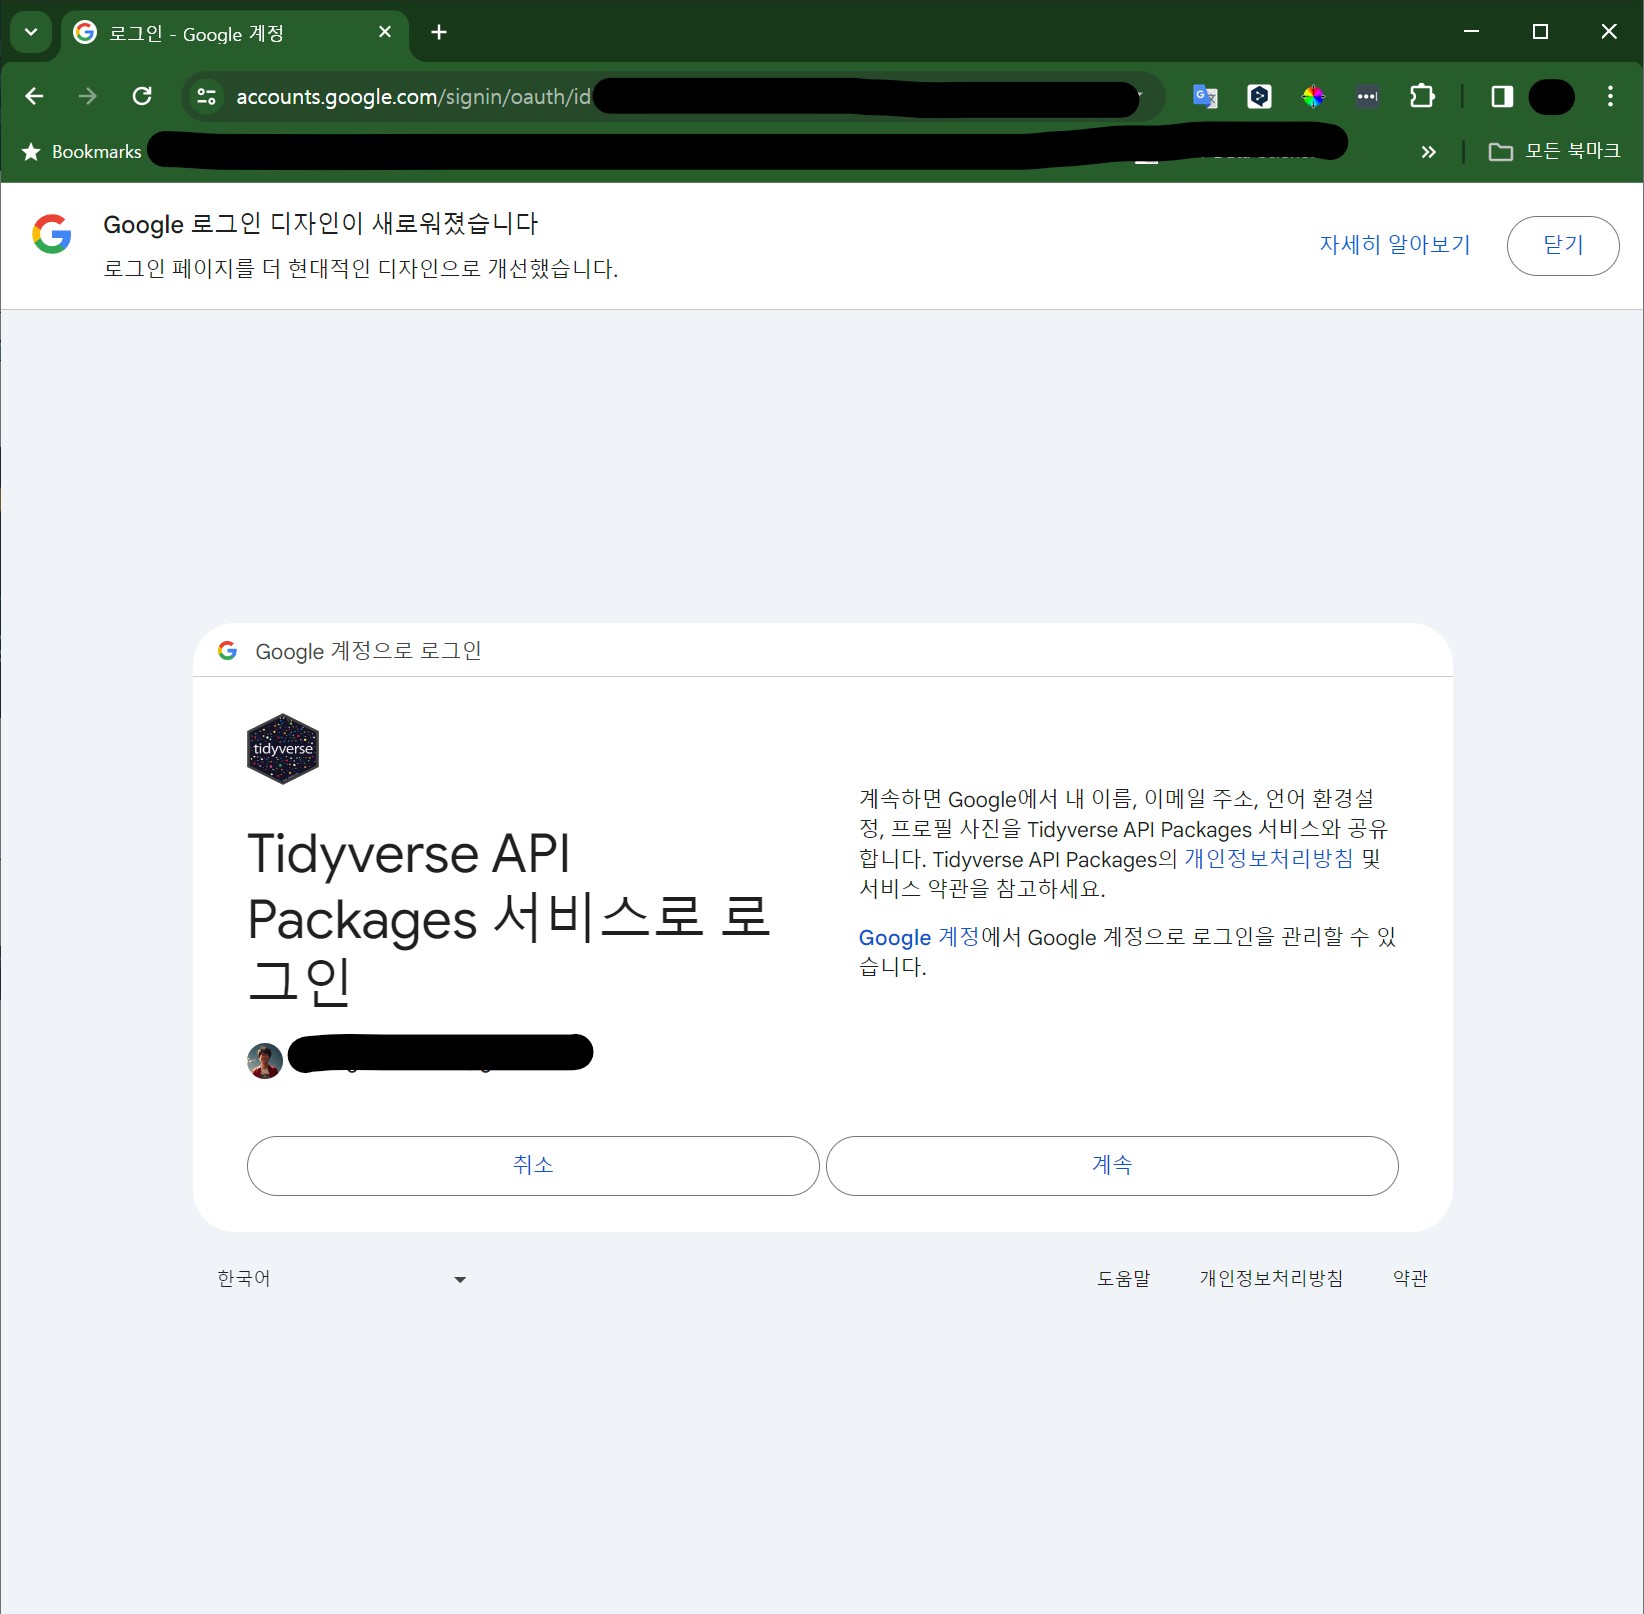 로그인 - Google 계정
accounts.google.com/signin/oauth/id
Bookmarks
모든 북마크
Google 로그인 디자인이 새로워졌습니다
로그인 페이지를 더 현대적인 디자인으로 개선했습니다.
자세히 알아보기
닫기
Google 계정으로 로그인
tidyverse
Tidyverse API
Packages 서비스로 로
그인
계속하면 Google에서 내 이름, 이메일 주소, 언어 환경설
정, 프로필 사진을 Tidyverse API Packages 서비스와 공유
합니다. Tidyverse API Packages의 개인정보처리방침 및
서비스 약관을 참고하세요.
Google 계정에서 Google 계정으로 로그인을 관리할 수 있
습니다.
취소
계속
한국어
도움말
개인정보처리방침
약관